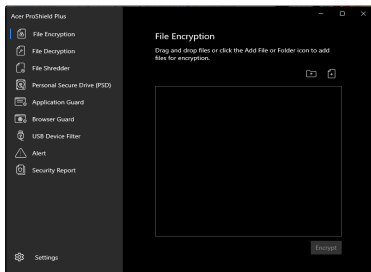 Acer ProShield Plus
File Encryption
File Decryption
File Shredder
Personal Secure Drive (PSD)
Application Guard
Browser Guard
USB Device Filter
Alert
Security Report
Settings
File Encryption
Drag and drop files or click the Add File or Folder icon to add
files for encryption.
Encrypt